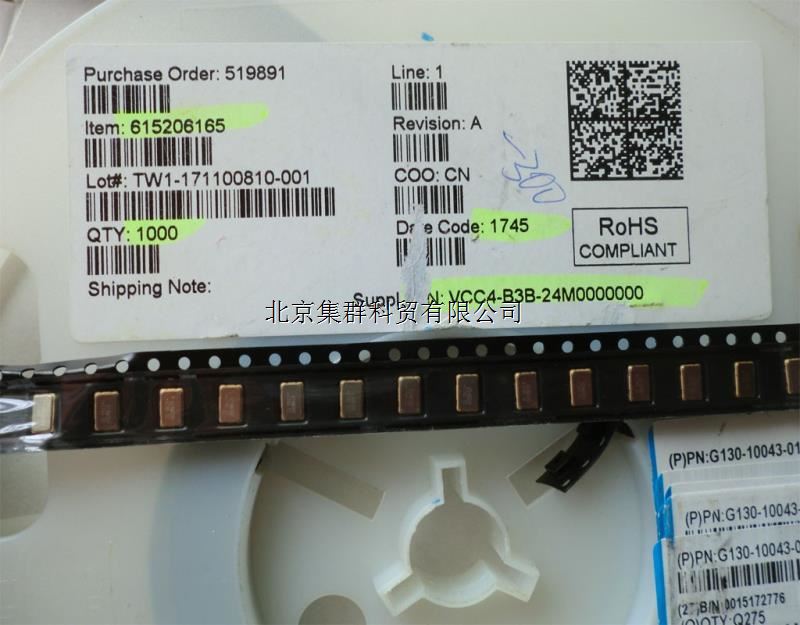 Purchase Order: 519891
Line: 1
Item: 615206165
Revision: A
Lot#: TW1-171100810-001
COO: CN
QTY: 1000
Date Code: 1745
RoHS
COMPLIANT
Shipping Note:
VCC4-B3B-24M0000000
北京集群科贸有限公司
(P)PN:G130-10043-01
(P)PN:G130-10043-
(P)PN:G130-10043-0
0015172776
(Q)QTY:Q275